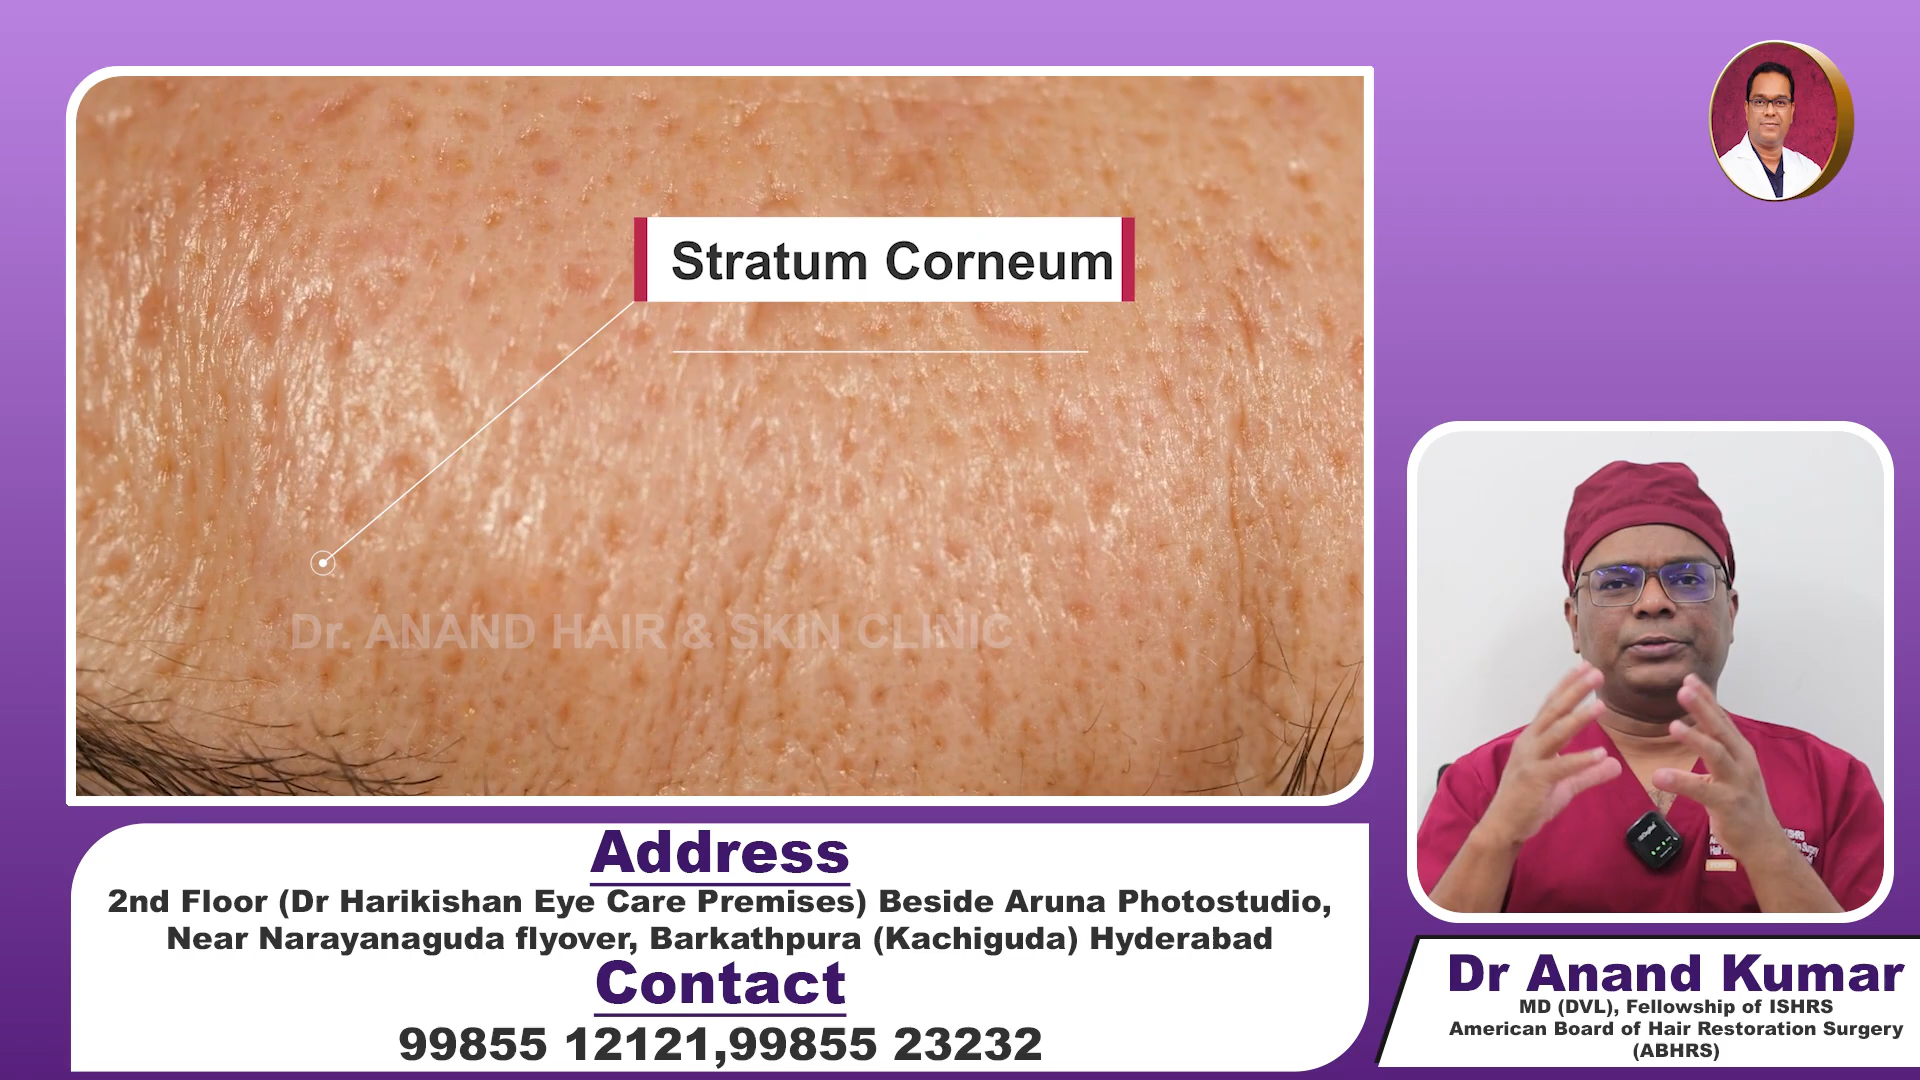 Stratum Corneum
Dr. ANAND HAIR & SKIN CLINIC
Address
2nd Floor (Dr Harikishan Eye Care Premises) Beside Aruna Photostudio,
Near Narayanaguda flyover, Barkathpura (Kachiguda) Hyderabad
Contact
99855 12121,99855 23232
Dr Anand Kumar
MD (DVL), Fellowship of ISHRS
American Board of Hair Restoration Surgery
(ABHRS)